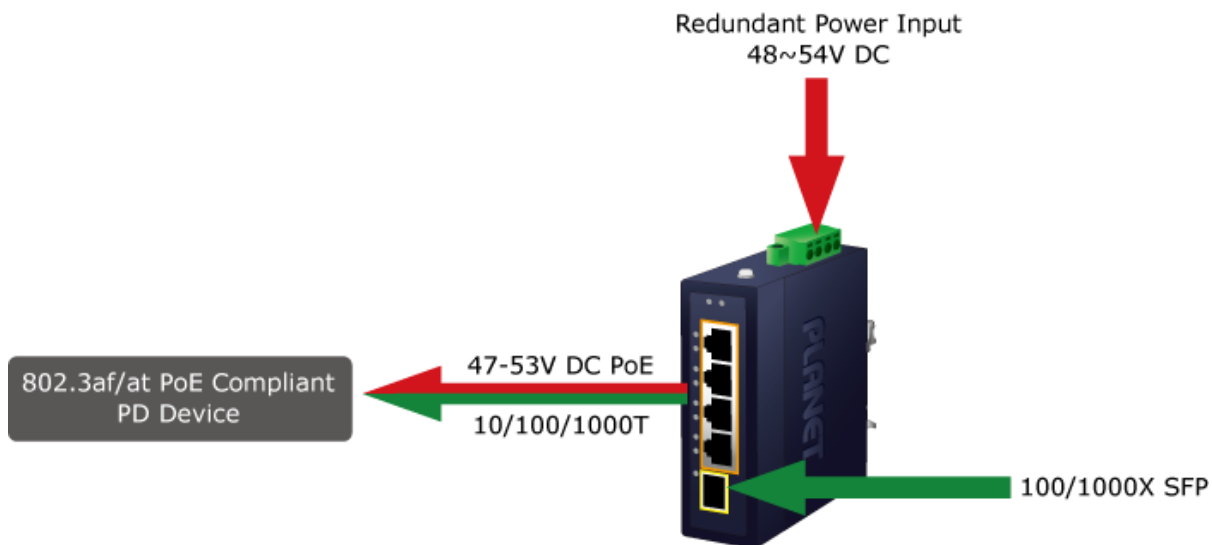 Redundant Power Input
48~54V DC
PLANET
47-53V DC PoE
802.3af/at PoE Compliant
PD Device
10/100/1000T
100/1000X SFP